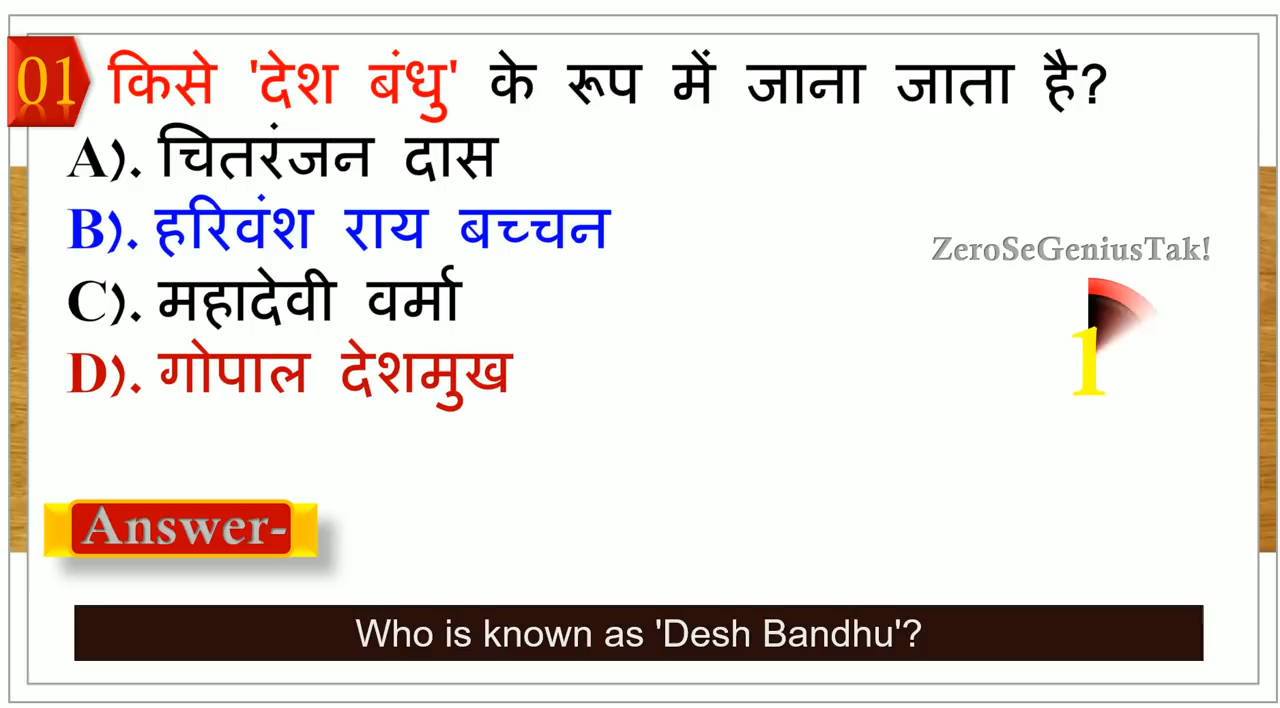 01 किसे 'देश बंधु' के रूप में जाना जाता है?
A). चितरंजन दास
B). हरिवंश राय बच्चन
C). महादेवी वर्मा
D). गोपाल देशमुख
ZeroSeGeniusTak!
1
Answer-
Who is known as 'Desh Bandhu'?